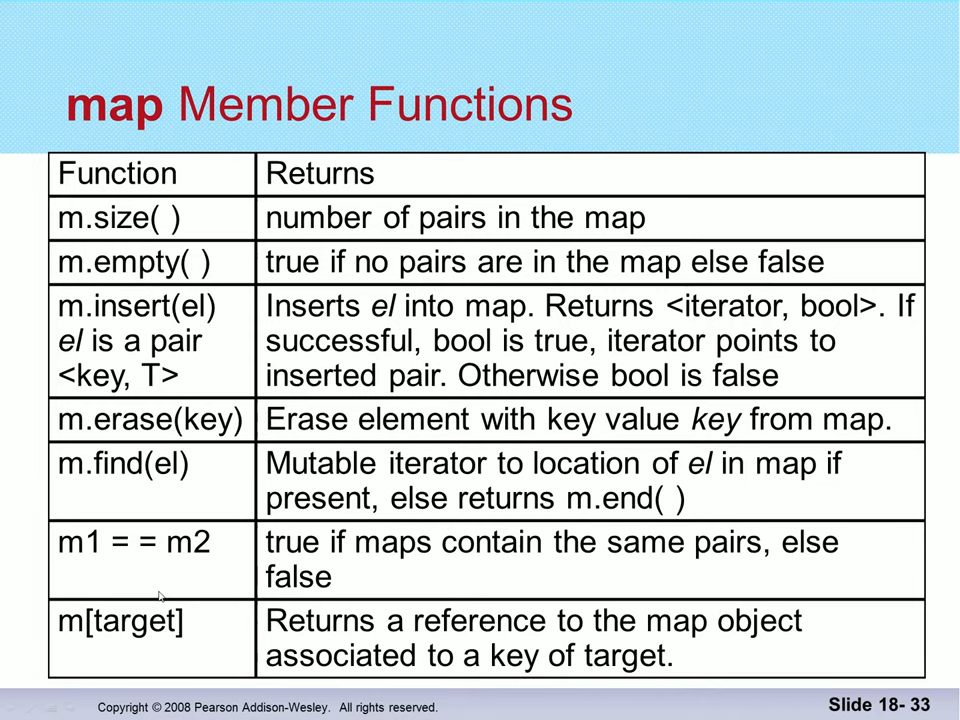 map Member Functions
Function Returns
m.size( ) number of pairs in the map
m.empty( ) true if no pairs are in the map else false
m.insert(el) Inserts el into map. Returns <iterator, bool>. If
el is a pair successful, bool is true, iterator points to
<key, T> inserted pair. Otherwise bool is false
m.erase(key) Erase element with key value key from map.
m.find(el) Mutable iterator to location of el in map if
present, else returns m.end( )
m1 = = m2 true if maps contain the same pairs, else
false
m[target] Returns a reference to the map object
associated to a key of target.
Copyright © 2008 Pearson Addison-Wesley. All rights reserved. Slide 18- 33